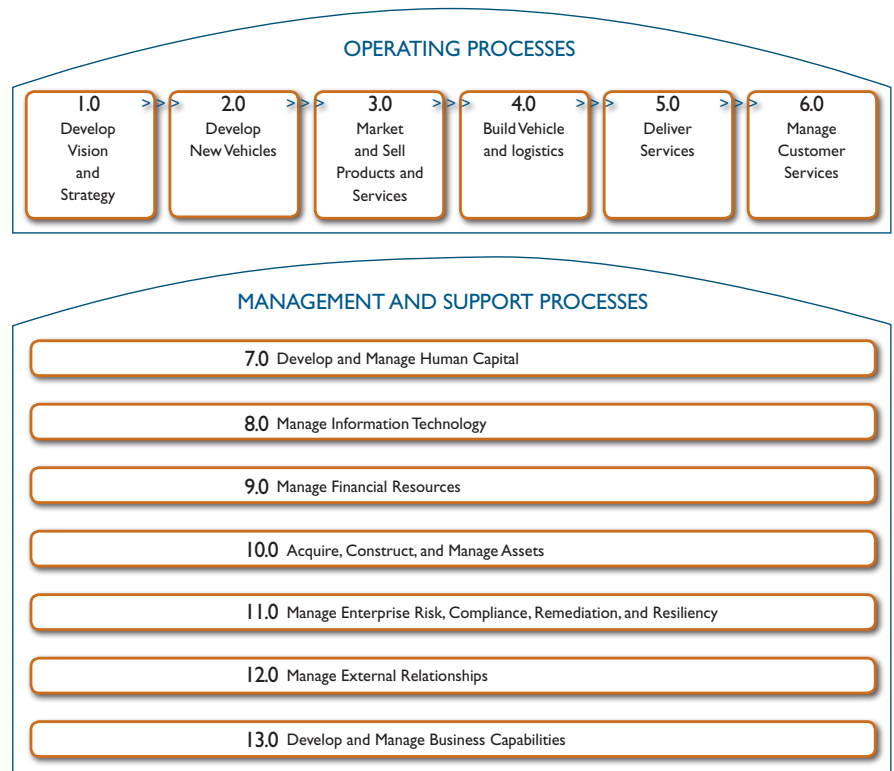 OPERATING PROCESSES
1.0 >>> 2.0 >>> 3.0 >>> 4.0 >>> 5.0 >>> 6.0
Develop
Vision
and
Strategy
Develop
New Vehicles
Market
and Sell
Products and
Services
Build Vehicle
and logistics
Deliver
Services
Manage
Customer
Services
MANAGEMENT AND SUPPORT PROCESSES
7.0 Develop and Manage Human Capital
8.0 Manage Information Technology
9.0 Manage Financial Resources
10.0 Acquire, Construct, and Manage Assets
11.0 Manage Enterprise Risk, Compliance, Remediation, and Resiliency
12.0 Manage External Relationships
13.0 Develop and Manage Business Capabilities